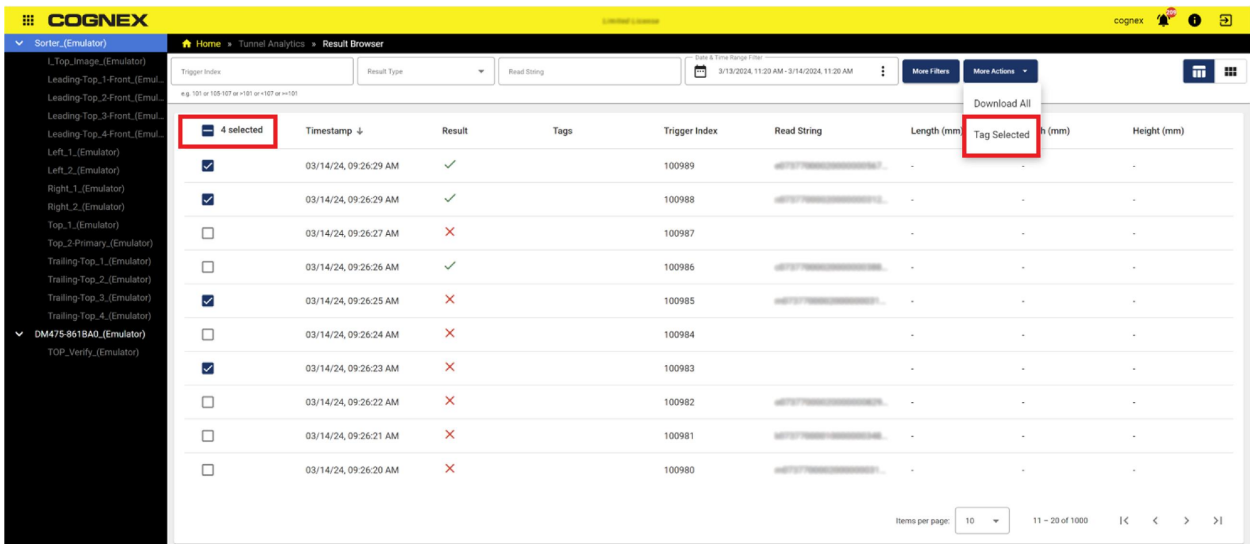 COGNEX
Limited License
cognex
Sorter_(Emulator)
I_Top_Image_(Emulator)
Leading-Top_1-Front_(Emul...
Leading-Top_2-Front_(Emul...
Leading-Top_3-Front_(Emul...
Leading-Top_4-Front_(Emul...
Left_1_(Emulator)
Left_2_(Emulator)
Right_1_(Emulator)
Right_2_(Emulator)
Top_1_(Emulator)
Top_2-Primary_(Emulator)
Trailing-Top_1_(Emulator)
Trailing-Top_2_(Emulator)
Trailing-Top_3_(Emulator)
Trailing-Top_4_(Emulator)
DM475-861BA0_(Emulator)
TOP_Verify_(Emulator)
Home » Tunnel Analytics » Result Browser
Trigger Index
e.g. 101 or 105-107 or >101 or <107 or >=101
Result Type
Read String
Date & Time Range Filter
3/13/2024, 11:20 AM - 3/14/2024, 11:20 AM
More Filters
More Actions
Download All
Tag Selected
4 selected Timestamp ↓ Result Tags Trigger Index Read String Length (mm) h (mm) Height (mm)
03/14/24, 09:26:29 AM 100989 - - -
03/14/24, 09:26:29 AM 100988 - - -
03/14/24, 09:26:27 AM 100987 - - -
03/14/24, 09:26:26 AM 100986 - - -
03/14/24, 09:26:25 AM 100985 - - -
03/14/24, 09:26:24 AM 100984 - - -
03/14/24, 09:26:23 AM 100983 - - -
03/14/24, 09:26:22 AM 100982 - - -
03/14/24, 09:26:21 AM 100981 - - -
03/14/24, 09:26:20 AM 100980 - - -
Items per page: 10 11 – 20 of 1000